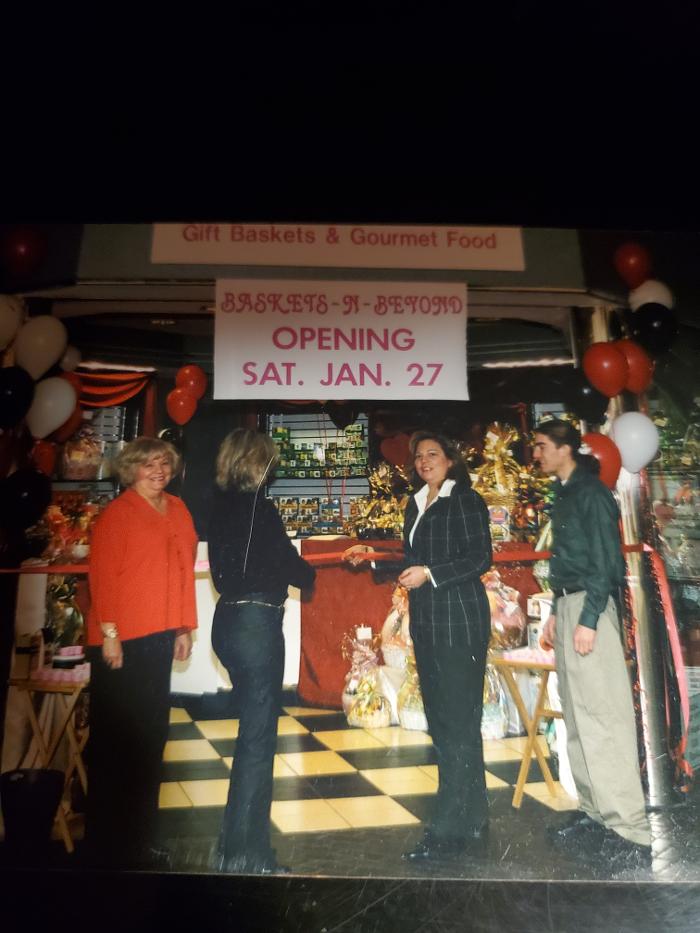 Gift Baskets & Gourmet Food
BASKETS-N-BEYOND
OPENING
SAT. JAN. 27